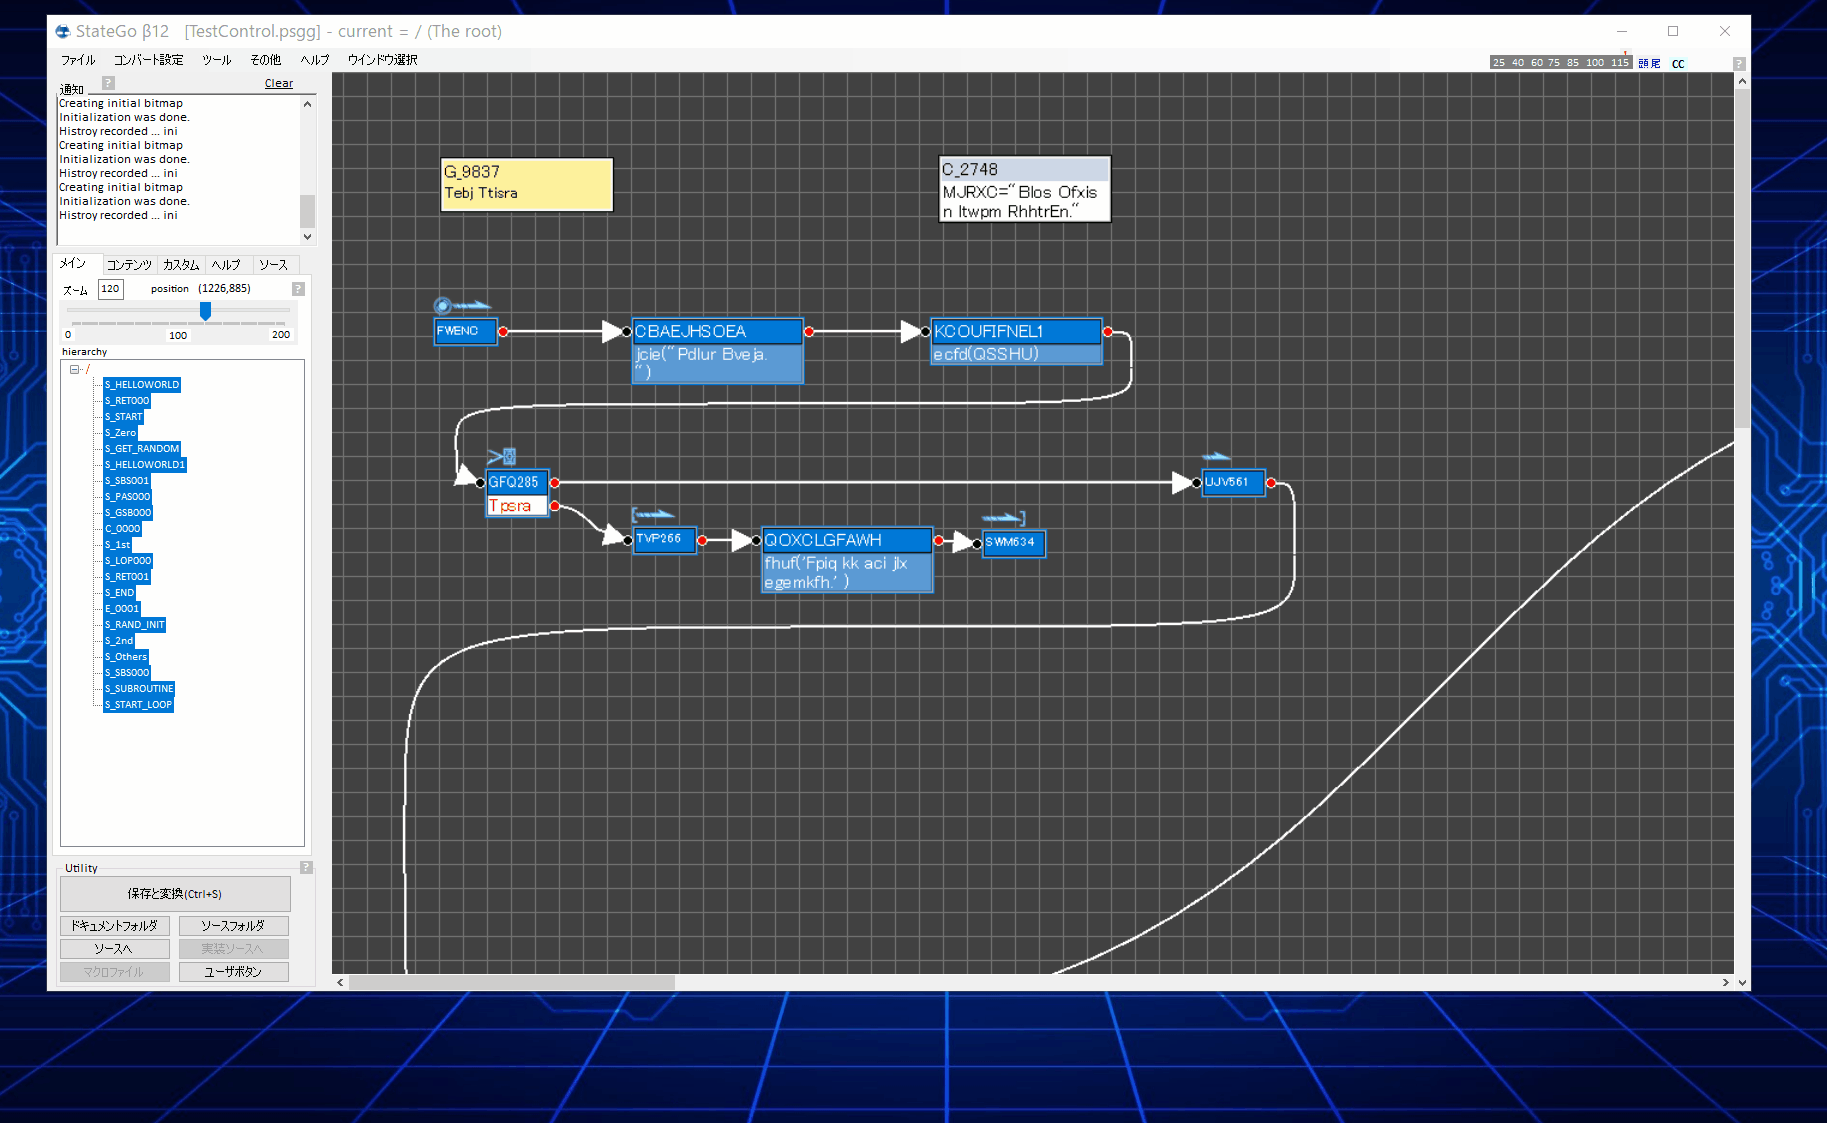 StateGo β12 [TestControl.psgg] - current = / (The root)
ファイル コンバート設定 ツール その他 ヘルプ ウインドウ選択
25 40 60 75 85 100 115 頭尾 CC ?
通知 ? Clear
Creating initial bitmap
Initialization was done.
Histroy recorded ... ini
Creating initial bitmap
Initialization was done.
Histroy recorded ... ini
Creating initial bitmap
Initialization was done.
Histroy recorded ... ini
メイン コンテンツ カスタム ヘルプ ソース
ズーム 120 position (1226,885) ?
0 100 200
hierarchy
/
S_HELLOWORLD
S_RET000
S_START
S_Zero
S_GET_RANDOM
S_HELLOWORLD1
S_SBS001
S_PAS000
S_GSB000
C_0000
S_1st
S_LOP000
S_RET001
S_END
E_0001
S_RAND_INIT
S_2nd
S_Others
S_SBS000
S_SUBROUTINE
S_START_LOOP
Utility ?
保存と変換(Ctrl+S)
ドキュメントフォルダ ソースフォルダ
ソースへ 実装ソースへ
マクロファイル ユーザボタン
G_9837
Tebj Ttisra
C_2748
MJRXC="Blos Ofxis
n Itwpm RhhtrEn."
FWENC
CBAEJHSOEA
jcie("Pdlur Bveja.
")
KCOUFIFNEL1
ecfd(QSSHU)
GFQ285
Tpsra
UJV561
TVP266
QOXCLGFAWH
fhuf('Fpiq kk aci jlx
egemkfh.' )
SWM634